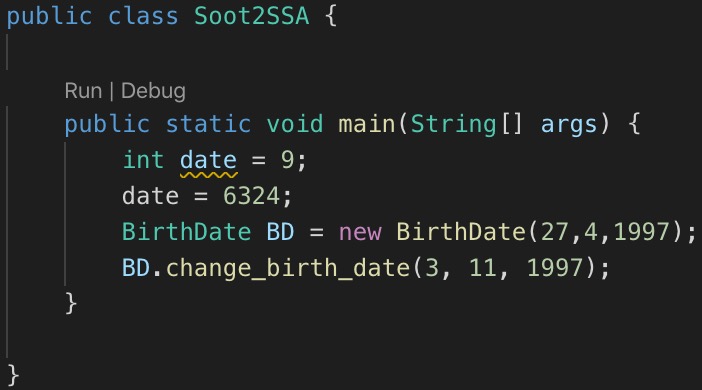 public class Soot2SSA {
Run | Debug
public static void main(String[] args) {
int date = 9;
date = 6324;
BirthDate BD = new BirthDate(27,4,1997);
BD.change_birth_date(3, 11, 1997);
}
}